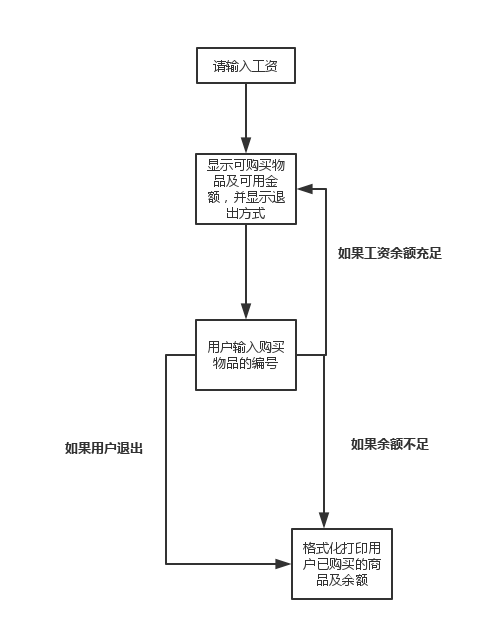 请输入工资
显示可购买物
品及可用金
额，并显示退
出方式
如果工资余额充足
用户输入购买
物品的编号
如果用户退出
如果余额不足
格式化打印用
户已购买的商
品及余额